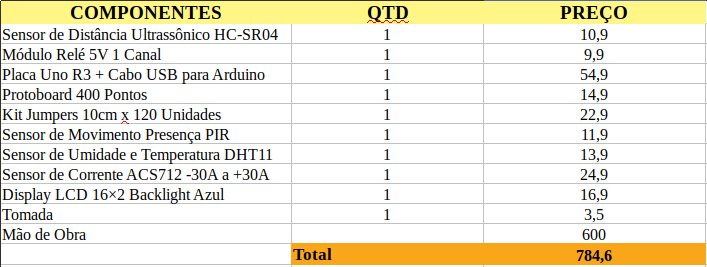 COMPONENTES QTD PREÇO
Sensor de Distância Ultrassônico HC-SR04 1 10,9
Módulo Relé 5V 1 Canal 1 9,9
Placa Uno R3 + Cabo USB para Arduino 1 54,9
Protoboard 400 Pontos 1 14,9
Kit Jumpers 10cm x 120 Unidades 1 22,9
Sensor de Movimento Presença PIR 1 11,9
Sensor de Umidade e Temperatura DHT11 1 13,9
Sensor de Corrente ACS712 -30A a +30A 1 24,9
Display LCD 16×2 Backlight Azul 1 16,9
Tomada 1 3,5
Mão de Obra 600
Total 784,6